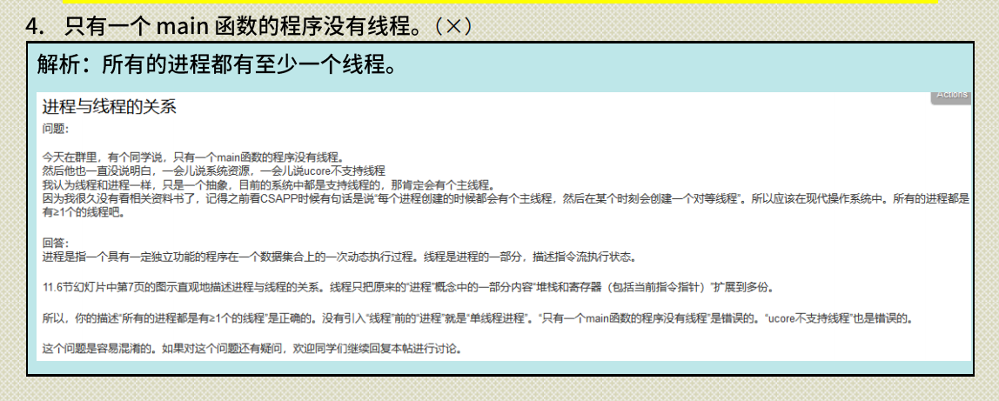 4. 只有一个 main 函数的程序没有线程。（×）
解析：所有的进程都有至少一个线程。
Actions
进程与线程的关系
问题：
今天在群里，有个同学说，只有一个main函数的程序没有线程。
然后他也一直没说明白，一会儿说系统资源，一会儿说ucore不支持线程
我认为线程和进程一样，只是一个抽象，目前的系统中都是支持线程的，那肯定会有个主线程。
因为我很久没有看相关资料书了，记得之前看CSAPP时候有句话是说“每个进程创建的时候都会有个主线程，然后在某个时刻会创建一个对等线程”。所以应该在现代操作系统中。所有的进程都是
有≥1个的线程吧。
回答：
进程是指一个具有一定独立功能的程序在一个数据集合上的一次动态执行过程。线程是进程的一部分，描述指令流执行状态。
11.6节幻灯片中第7页的图示直观地描述进程与线程的关系。线程只把原来的“进程”概念中的一部分内容“堆栈和寄存器（包括当前指令指针）”扩展到多份。
所以，你的描述“所有的进程都是有≥1个的线程”是正确的。没有引入“线程”前的“进程”就是“单线程进程”。“只有一个main函数的程序没有线程”是错误的。“ucore不支持线程”也是错误的。
这个问题是容易混淆的。如果对这个问题还有疑问，欢迎同学们继续回复本帖进行讨论。